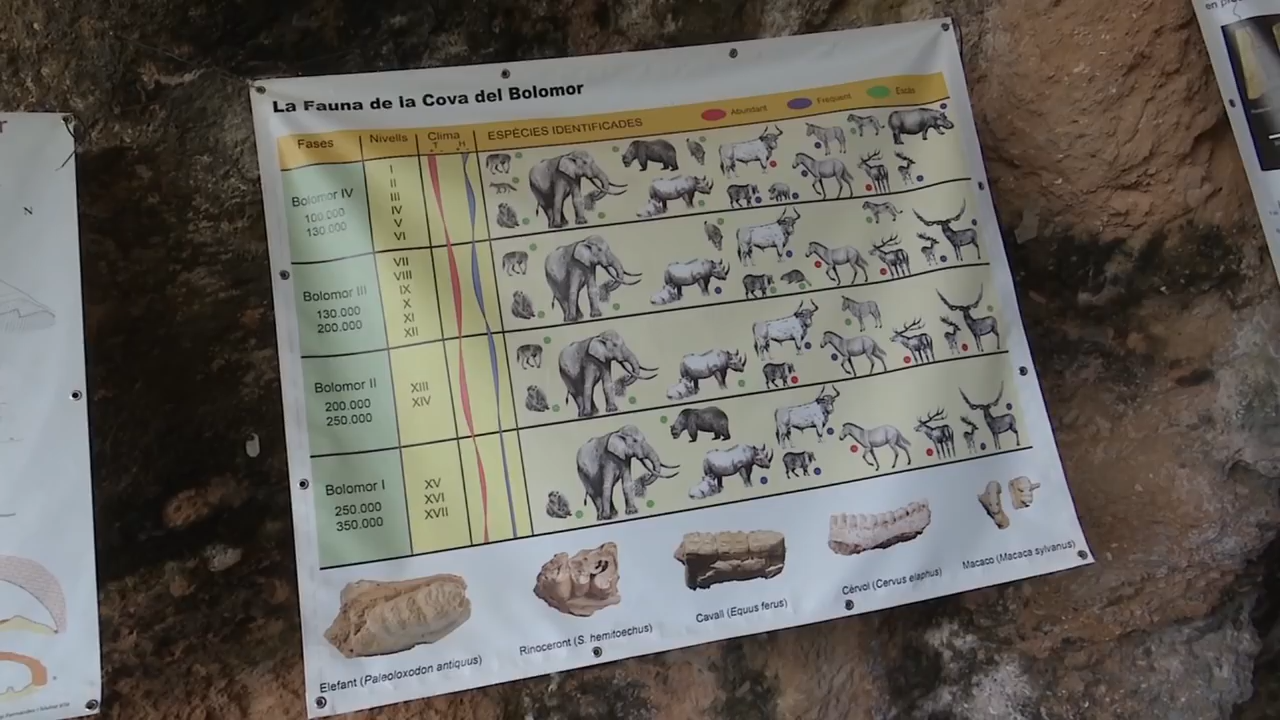 La Fauna de la Cova del Bolomor
Fases Nivells Clima ESPÈCIES IDENTIFICADES Abundant Freqüent Escàs
T H
Bolomor IV
100.000
130.000
I
II
III
IV
V
VI
Bolomor III
130.000
200.000
VII
VIII
IX
X
XI
XII
Bolomor II
200.000
250.000
XIII
XIV
Bolomor I
250.000
350.000
XV
XVI
XVII
Elefant (Paleoloxodon antiquus)
Rinoceront (S. hemitoechus)
Cavall (Equus ferus)
Cérvol (Cervus elaphus)
Macaco (Macaca sylvanus)
N